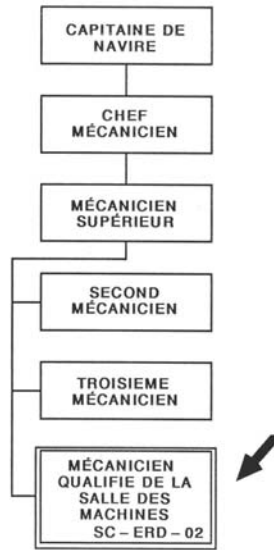 CAPITAINE DE
NAVIRE
CHEF
MÉCANICIEN
MÉCANICIEN
SUPÉRIEUR
SECOND
MÉCANICIEN
TROISIEME
MÉCANICIEN
MÉCANICIEN
QUALIFIE DE LA
SALLE DES
MACHINES
SC – ERD – 02